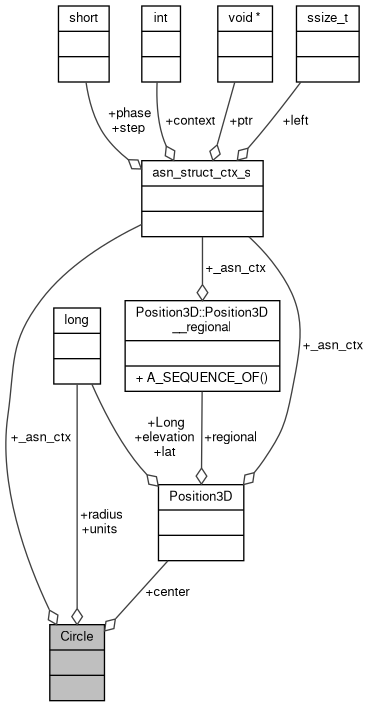 short
int
void *
ssize_t
+phase
+step
+context
+ptr
+left
asn_struct_ctx_s
+_asn_ctx
Position3D::Position3D
__regional
+ A_SEQUENCE_OF()
long
+_asn_ctx
+_asn_ctx
+Long
+elevation
+lat
+regional
Position3D
+radius
+units
+center
Circle